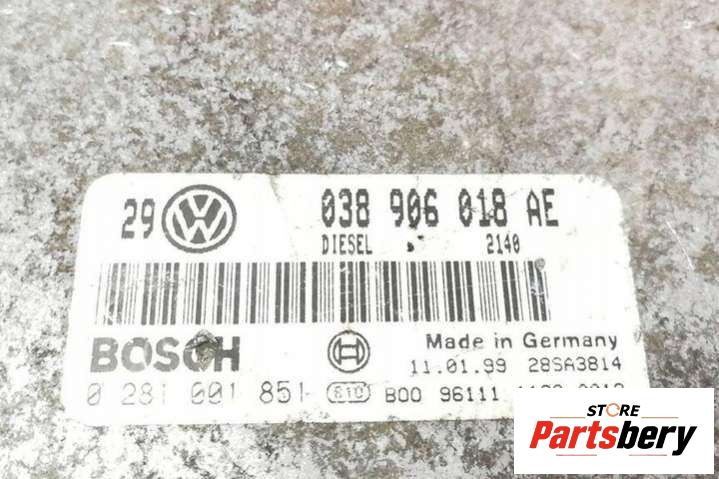 29 VW 038 906 018 AE
DIESEL 2140
BOSCH Made in Germany
11.01.99 28SA3814
0 281 001 851 B00 96111
STORE
Partsbery